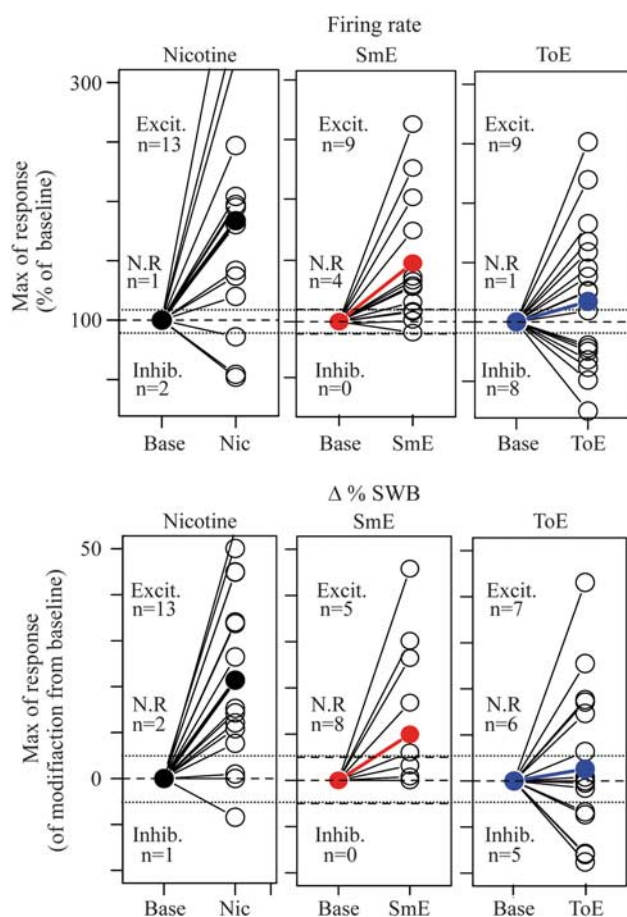 Firing rate
Nicotine SmE ToE
Max of response
(% of baseline)
300
100
Excit.
n=13
N.R
n=1
Inhib.
n=2
Excit.
n=9
N.R
n=4
Inhib.
n=0
Excit.
n=9
N.R
n=1
Inhib.
n=8
Base Nic Base SmE Base ToE
Δ % SWB
Nicotine SmE ToE
Max of response
(of modifiaction from baseline)
50
0
Excit.
n=13
N.R
n=2
Inhib.
n=1
Excit.
n=5
N.R
n=8
Inhib.
n=0
Excit.
n=7
N.R
n=6
Inhib.
n=5
Base Nic Base SmE Base ToE